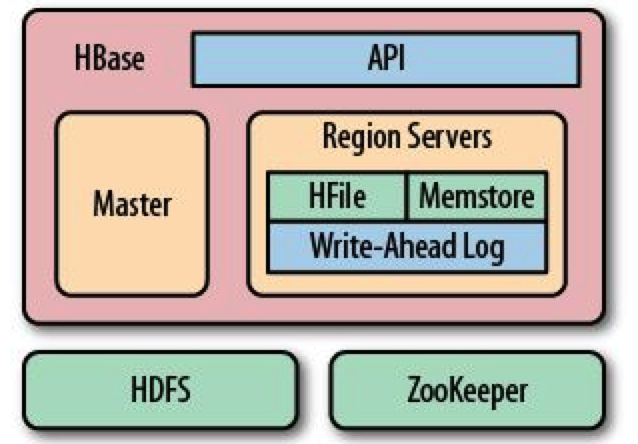 HBase
API
Master
Region Servers
HFile
Memstore
Write-Ahead Log
HDFS
ZooKeeper